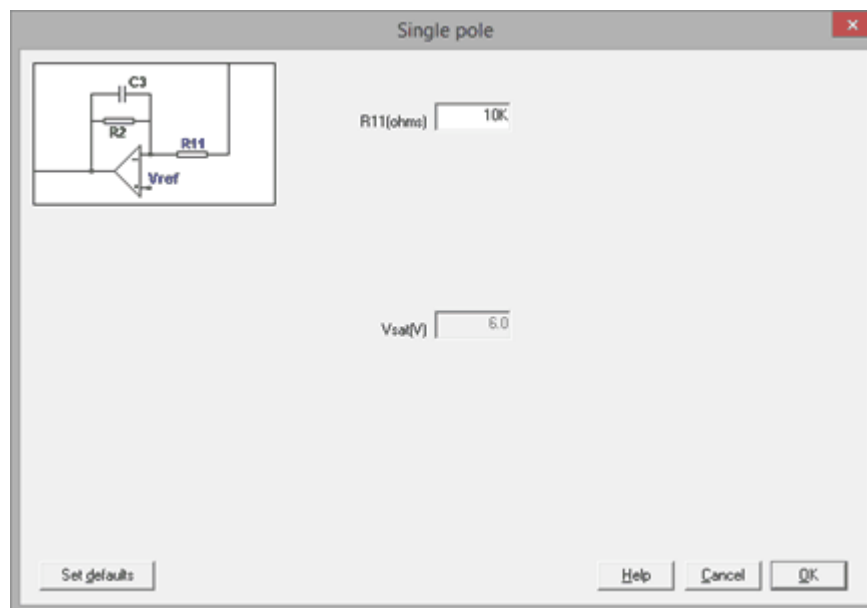 Single pole
C3
R2
R11
Vref
R11(ohms) 10K
Vsat(V) 6.0
Set defaults
Help Cancel OK